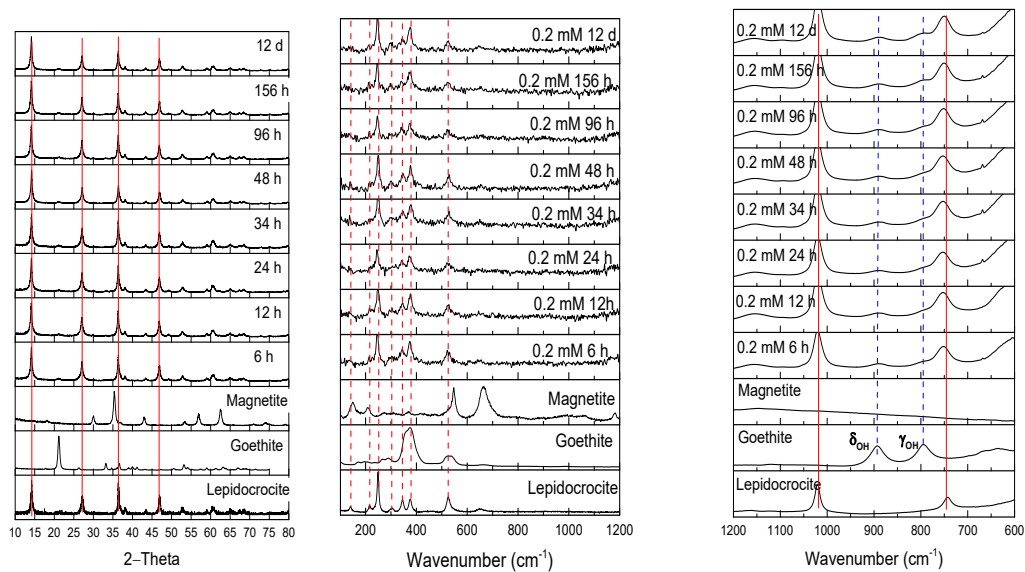 12 d
156 h
96 h
48 h
34 h
24 h
12 h
6 h
Magnetite
Goethite
Lepidocrocite
10 15 20 25 30 35 40 45 50 55 60 65 70 75 80
2–Theta
0.2 mM 12 d
0.2 mM 156 h
0.2 mM 96 h
0.2 mM 48 h
0.2 mM 34 h
0.2 mM 24 h
0.2 mM 12h
0.2 mM 6 h
Magnetite
Goethite
Lepidocrocite
200 400 600 800 1000 1200
Wavenumber (cm⁻¹)
0.2 mM 12 d
0.2 mM 156 h
0.2 mM 96 h
0.2 mM 48 h
0.2 mM 34 h
0.2 mM 24 h
0.2 mM 12 h
0.2 mM 6 h
Magnetite
Goethite
δOH γOH
Lepidocrocite
1200 1100 1000 900 800 700 600
Wavenumber (cm⁻¹)